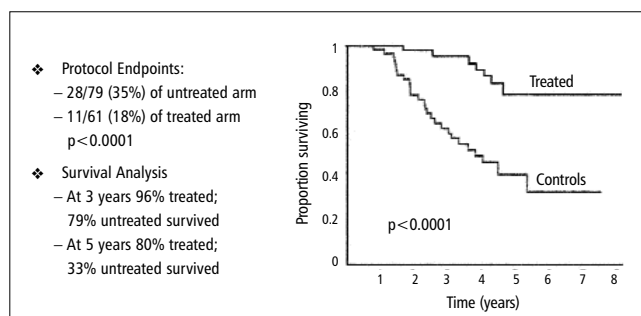 ❖ Protocol Endpoints:
– 28/79 (35%) of untreated arm
– 11/61 (18%) of treated arm
p<0.0001
❖ Survival Analysis
– At 3 years 96% treated;
79% untreated survived
– At 5 years 80% treated;
33% untreated survived
Proportion surviving
1
0.8
0.6
0.4
0.2
0
Treated
Controls
p<0.0001
1 2 3 4 5 6 7 8
Time (years)